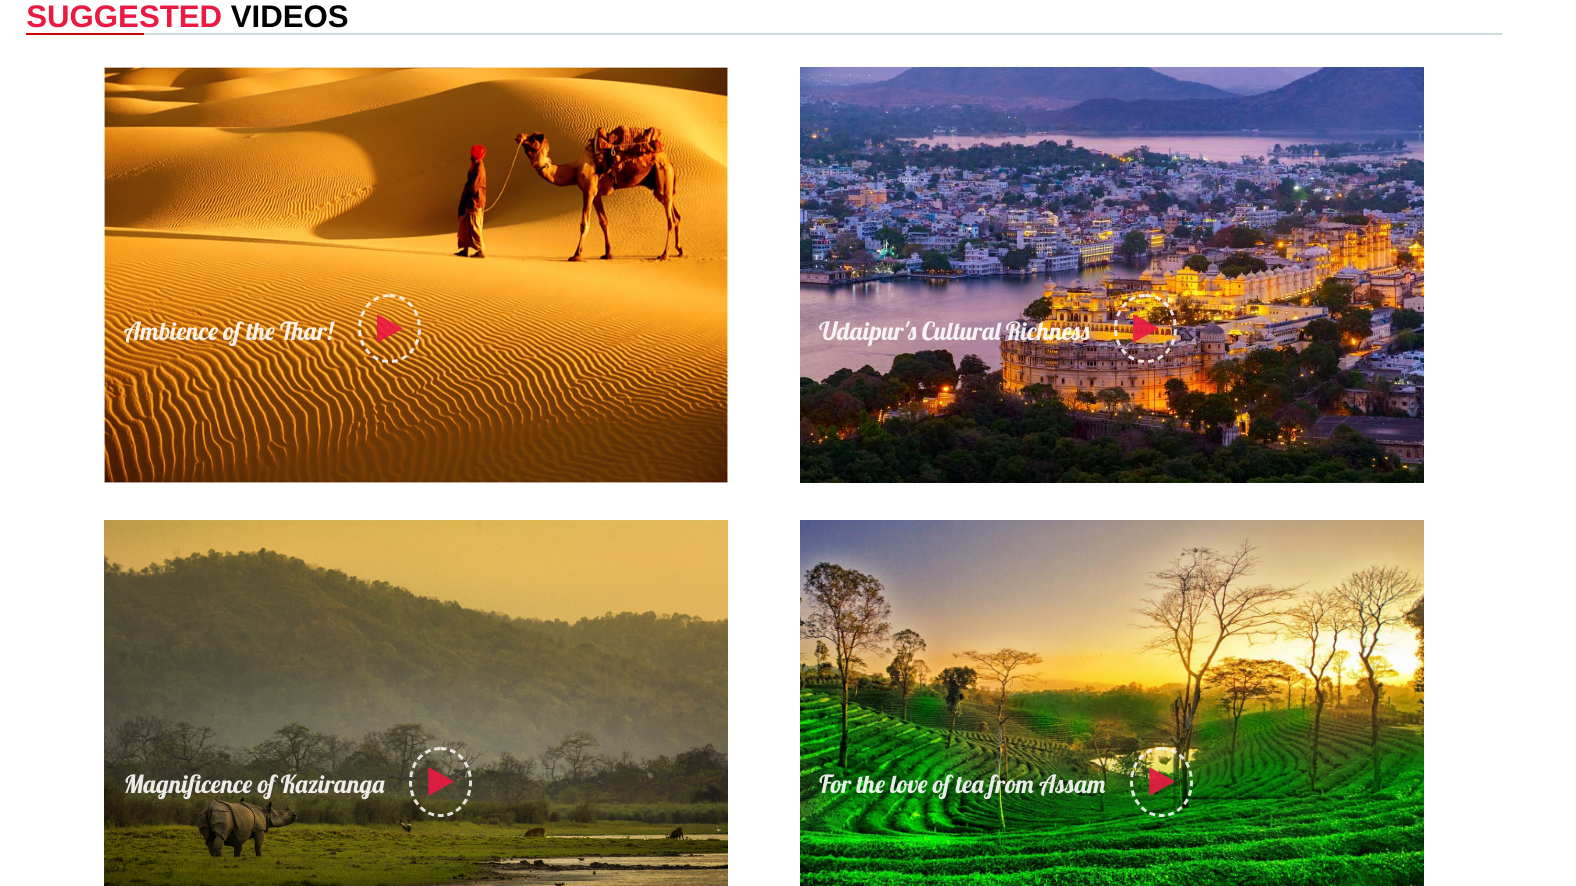 SUGGESTED VIDEOS
Ambience of the Thar!
Udaipur's Cultural Richness
Magnificence of Kaziranga
For the love of tea from Assam